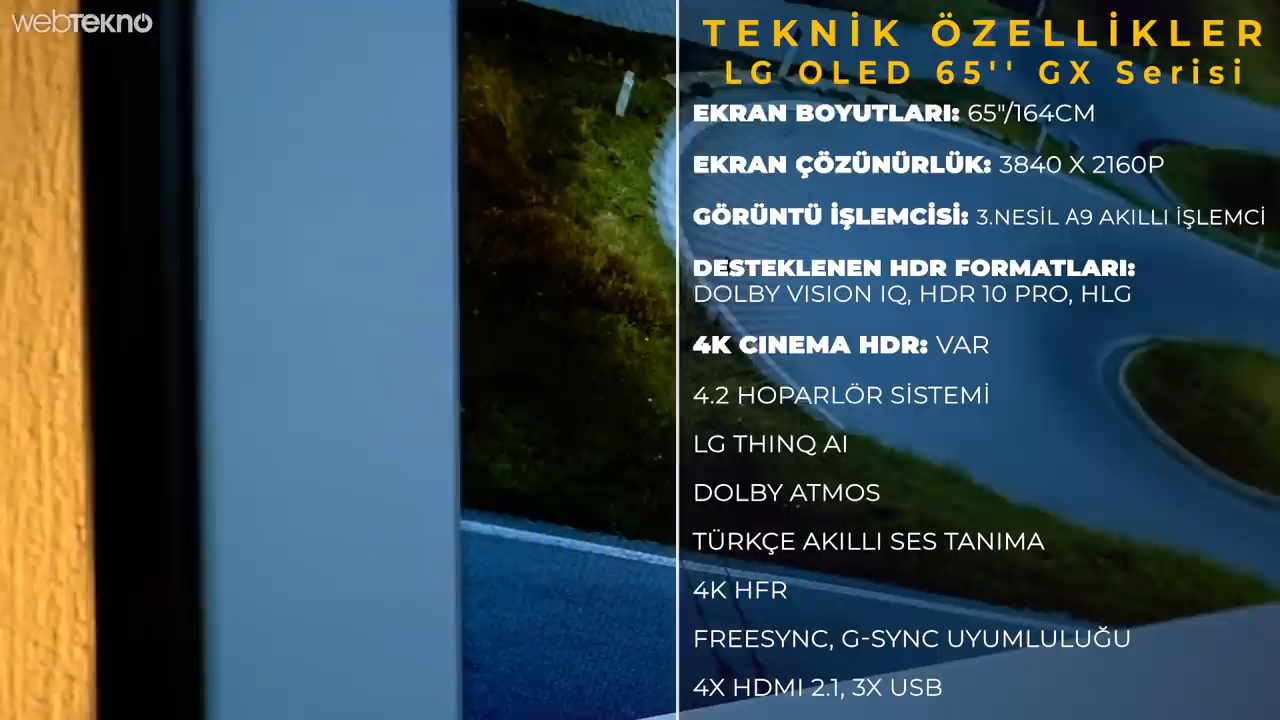 webtekno
TEKNİK ÖZELLİKLER
LG OLED 65'' GX Serisi
EKRAN BOYUTLARI: 65"/164CM
EKRAN ÇÖZÜNÜRLÜK: 3840 X 2160P
GÖRÜNTÜ İŞLEMCİSİ: 3.NESİL A9 AKILLI İŞLEMCİ
DESTEKLENEN HDR FORMATLARI:
DOLBY VISION IQ, HDR 10 PRO, HLG
4K CINEMA HDR: VAR
4.2 HOPARLÖR SİSTEMİ
LG THINQ AI
DOLBY ATMOS
TÜRKÇE AKILLI SES TANIMA
4K HFR
FREESYNC, G-SYNC UYUMLULUĞU
4X HDMI 2.1, 3X USB